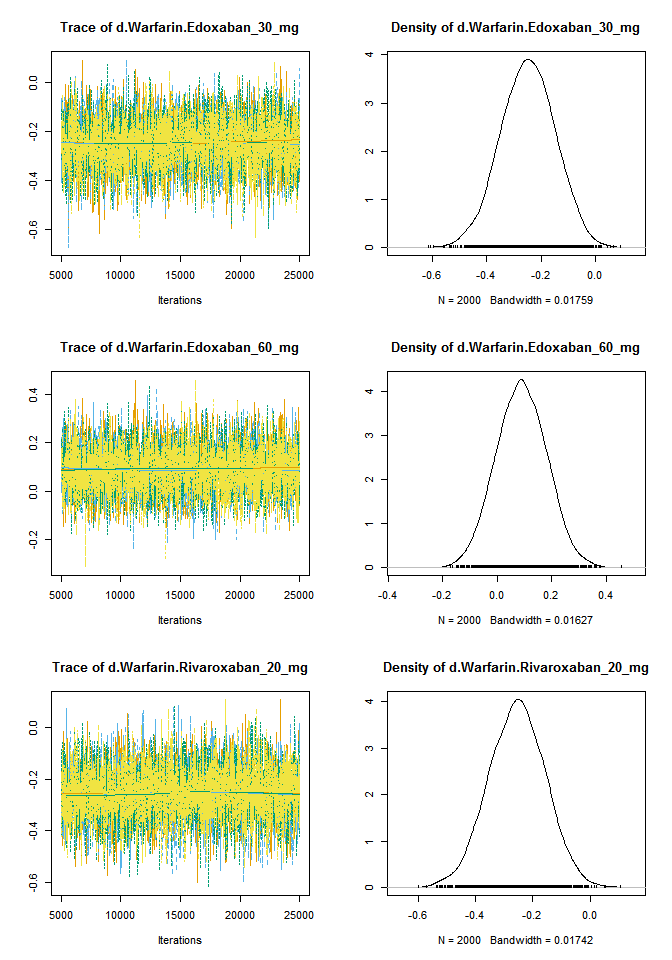 Trace of d.Warfarin.Edoxaban_30_mg
0.0
-0.2
-0.4
-0.6
5000 10000 15000 20000 25000
Iterations
Density of d.Warfarin.Edoxaban_30_mg
4
3
2
1
0
-0.6 -0.4 -0.2 0.0
N = 2000 Bandwidth = 0.01759
Trace of d.Warfarin.Edoxaban_60_mg
0.4
0.2
0.0
-0.2
5000 10000 15000 20000 25000
Iterations
Density of d.Warfarin.Edoxaban_60_mg
4
3
2
1
0
-0.4 -0.2 0.0 0.2 0.4
N = 2000 Bandwidth = 0.01627
Trace of d.Warfarin.Rivaroxaban_20_mg
0.0
-0.2
-0.4
-0.6
5000 10000 15000 20000 25000
Iterations
Density of d.Warfarin.Rivaroxaban_20_mg
4
3
2
1
0
-0.6 -0.4 -0.2 0.0
N = 2000 Bandwidth = 0.01742